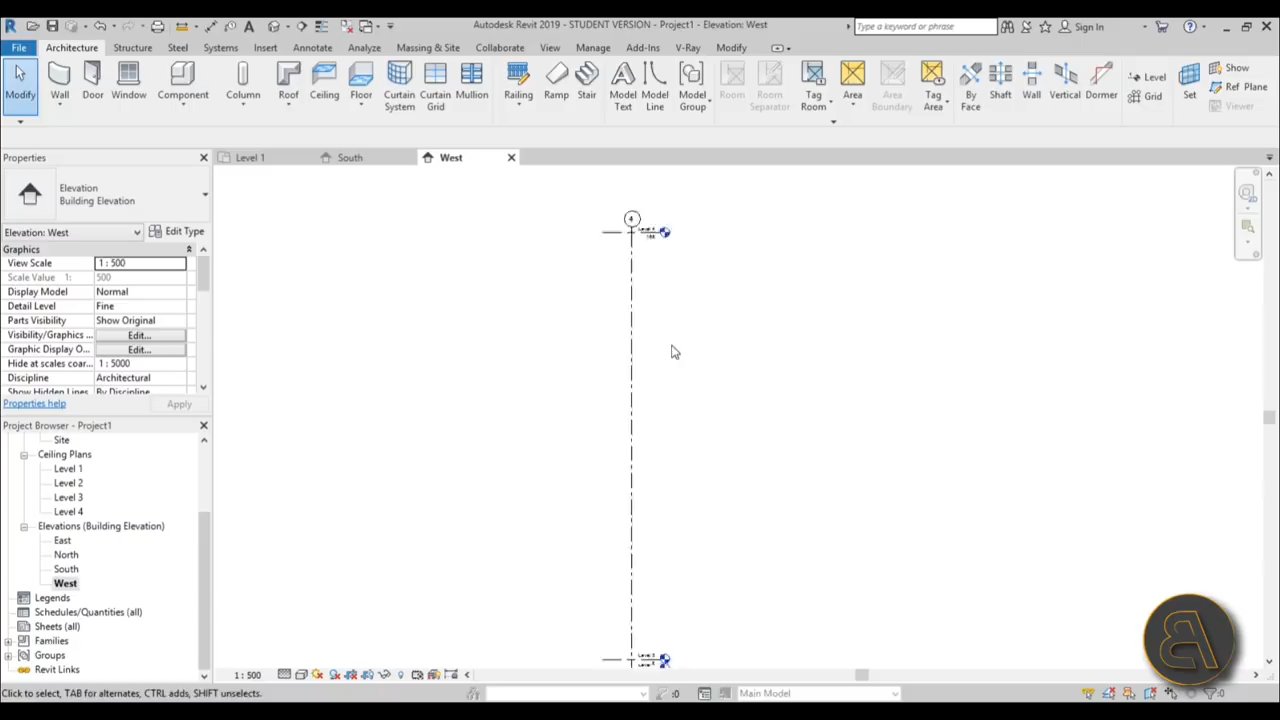 Autodesk Revit 2019 - STUDENT VERSION - Project1 - Elevation: West
Type a keyword or phrase
Sign In
File Architecture Structure Steel Systems Insert Annotate Analyze Massing & Site Collaborate View Manage Add-Ins V-Ray Modify
Modify Wall Door Window Component Column Roof Ceiling Floor Curtain System Curtain Grid Mullion Railing Ramp Stair Model Text Model Line Model Group Room Room Separator Tag Room Area Area Boundary Tag Area By Face Shaft Wall Vertical Dormer Level Grid Set Show Ref Plane Viewer
Properties
Level 1 South West
Elevation
Building Elevation
Elevation: West Edit Type
Graphics
View Scale 1 : 500
Scale Value 1: 500
Display Model Normal
Detail Level Fine
Parts Visibility Show Original
Visibility/Graphics ... Edit...
Graphic Display O... Edit...
Hide at scales coar... 1 : 5000
Discipline Architectural
Show Hidden Lines By Discipline
Properties help Apply
Project Browser - Project1
Site
Ceiling Plans
Level 1
Level 2
Level 3
Level 4
Elevations (Building Elevation)
East
North
South
West
Legends
Schedules/Quantities (all)
Sheets (all)
Families
Groups
Revit Links
4
1 : 500
Click to select, TAB for alternates, CTRL adds, SHIFT unselects.
:0
Main Model
:0